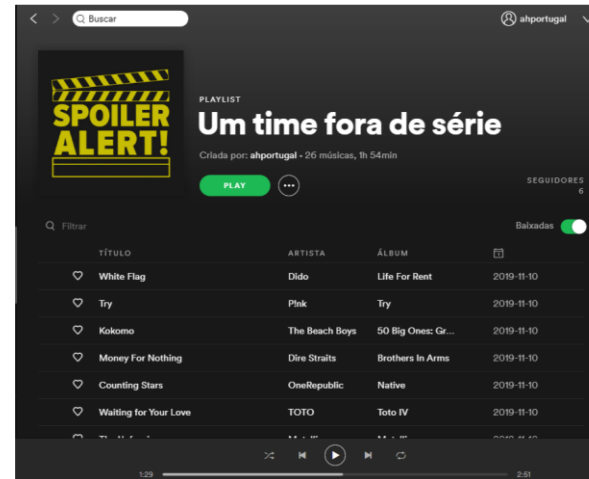 Buscar
ahportugal
SPOILER
ALERT!
PLAYLIST
Um time fora de série
Criada por: ahportugal - 26 músicas, 1h 54min
PLAY
SEGUIDORES
6
Filtrar
Baixadas
TÍTULO ARTISTA ÁLBUM
White Flag Dido Life For Rent 2019-11-10
Try P!nk Try 2019-11-10
Kokomo The Beach Boys 50 Big Ones: Gr... 2019-11-10
Money For Nothing Dire Straits Brothers In Arms 2019-11-10
Counting Stars OneRepublic Native 2019-11-10
Waiting for Your Love TOTO Toto IV 2019-11-10
1:29 2:51